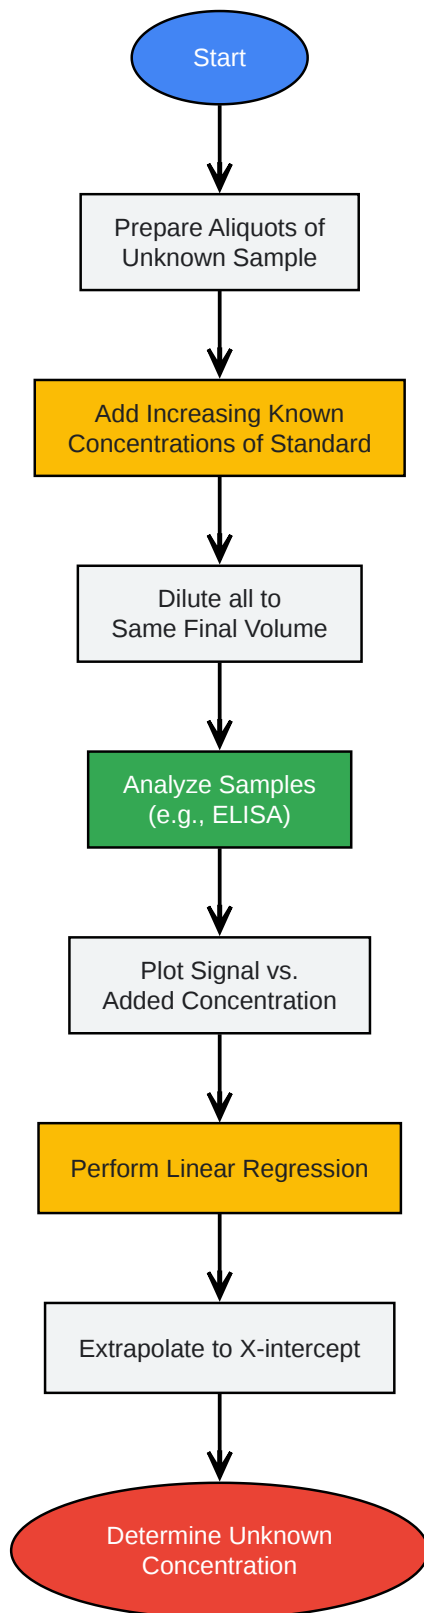 Start
Prepare Aliquots of
Unknown Sample
Add Increasing Known
Concentrations of Standard
Dilute all to
Same Final Volume
Analyze Samples
(e.g., ELISA)
Plot Signal vs.
Added Concentration
Perform Linear Regression
Extrapolate to X-intercept
Determine Unknown
Concentration